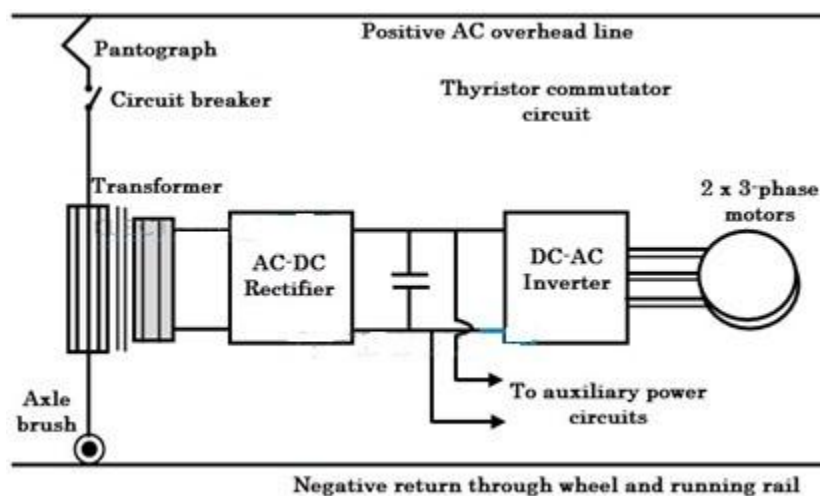 Positive AC overhead line
Pantograph
Circuit breaker
Thyristor commutator
circuit
Transformer
2 x 3-phase
motors
AC-DC
Rectifier
DC-AC
Inverter
To auxiliary power
circuits
Axle
brush
Negative return through wheel and running rail